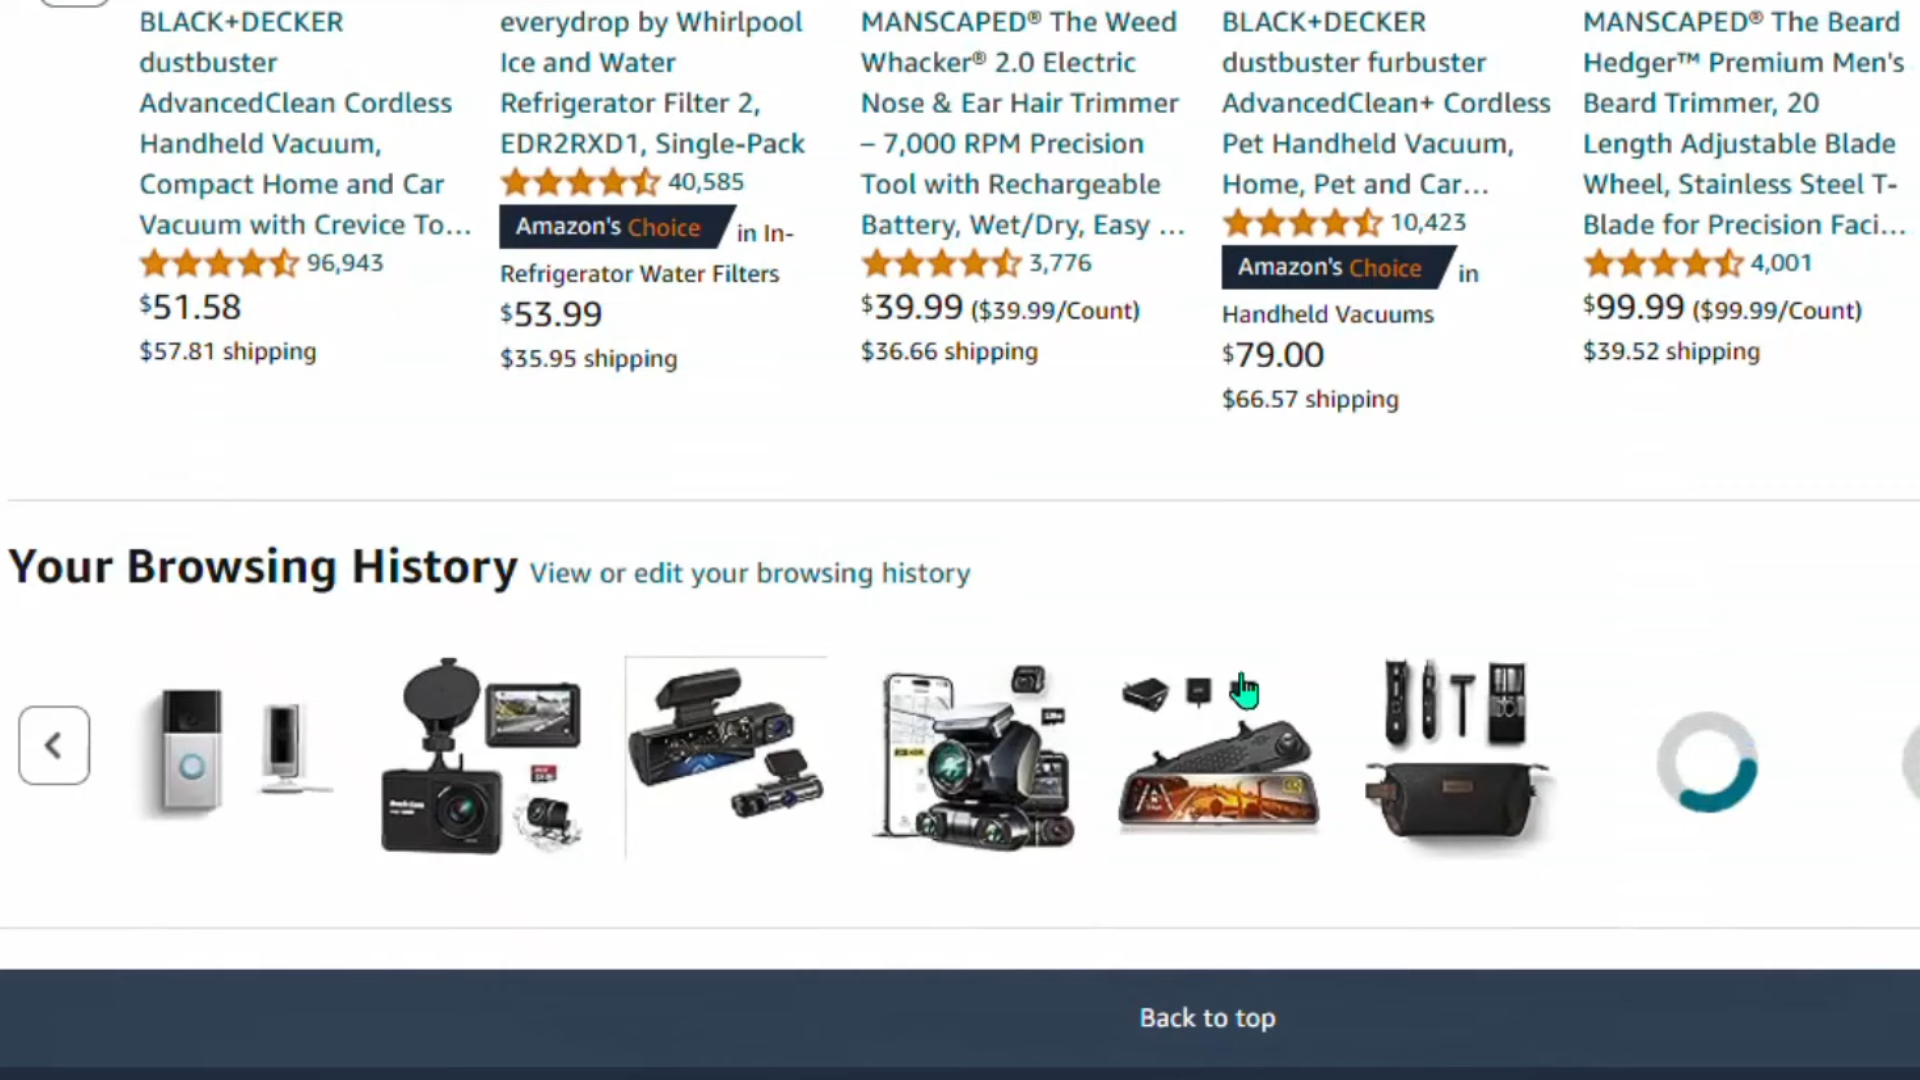 BLACK+DECKER
dustbuster
AdvancedClean Cordless
Handheld Vacuum,
Compact Home and Car
Vacuum with Crevice To...
96,943
$51.58
$57.81 shipping
everydrop by Whirlpool
Ice and Water
Refrigerator Filter 2,
EDR2RXD1, Single-Pack
40,585
Amazon's Choice in In-
Refrigerator Water Filters
$53.99
$35.95 shipping
MANSCAPED® The Weed
Whacker® 2.0 Electric
Nose & Ear Hair Trimmer
– 7,000 RPM Precision
Tool with Rechargeable
Battery, Wet/Dry, Easy ...
3,776
$39.99 ($39.99/Count)
$36.66 shipping
BLACK+DECKER
dustbuster furbuster
AdvancedClean+ Cordless
Pet Handheld Vacuum,
Home, Pet and Car...
10,423
Amazon's Choice in
Handheld Vacuums
$79.00
$66.57 shipping
MANSCAPED® The Beard
Hedger™ Premium Men's
Beard Trimmer, 20
Length Adjustable Blade
Wheel, Stainless Steel T-
Blade for Precision Faci...
4,001
$99.99 ($99.99/Count)
$39.52 shipping
Your Browsing History View or edit your browsing history
Back to top